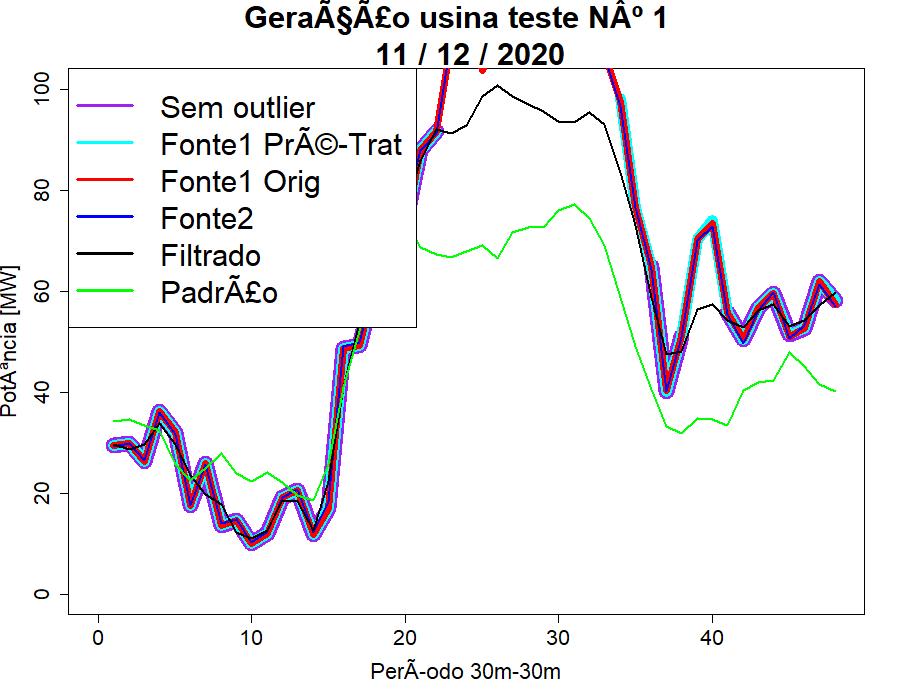 GeraÃ§Ã£o usina teste NÂº 1
11 / 12 / 2020
Sem outlier
Fonte1 PrÃ©-Trat
Fonte1 Orig
Fonte2
Filtrado
PadrÃ£o
PotÃªncia [MW]
100
80
60
40
20
0
0 10 20 30 40
PerÃ-odo 30m-30m